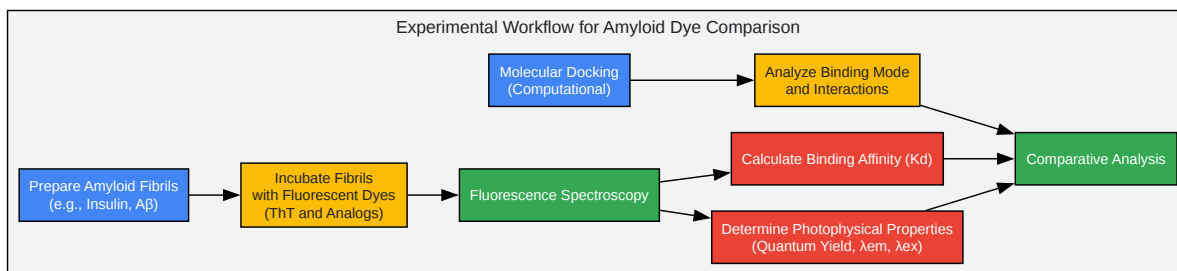 Experimental Workflow for Amyloid Dye Comparison
Molecular Docking
(Computational)
Analyze Binding Mode
and Interactions
Prepare Amyloid Fibrils
(e.g., Insulin, Aβ)
Incubate Fibrils
with Fluorescent Dyes
(ThT and Analogs)
Fluorescence Spectroscopy
Calculate Binding Affinity (Kd)
Determine Photophysical Properties
(Quantum Yield, λem, λex)
Comparative Analysis